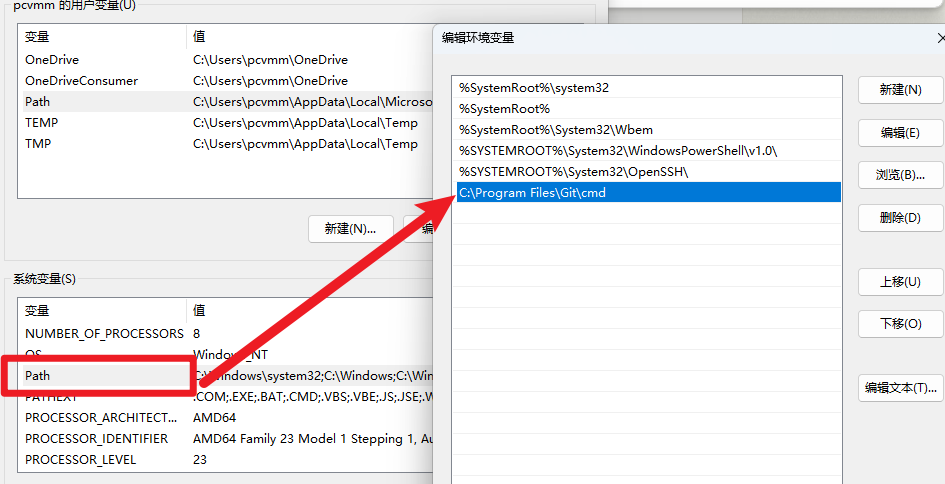 pcvmm 的用户变量(U)
变量 值
OneDrive C:\Users\pcvmm\OneDrive
OneDriveConsumer C:\Users\pcvmm\OneDrive
Path C:\Users\pcvmm\AppData\Local\Microso
TEMP C:\Users\pcvmm\AppData\Local\Temp
TMP C:\Users\pcvmm\AppData\Local\Temp
新建(N)...
编
系统变量(S)
变量 值
NUMBER_OF_PROCESSORS 8
OS Windows_NT
Path C:\Windows\system32;C:\Windows;C:\Win
PATHEXT .COM;.EXE;.BAT;.CMD;.VBS;.VBE;.JS;.JSE;.W
PROCESSOR_ARCHITECT... AMD64
PROCESSOR_IDENTIFIER AMD64 Family 23 Model 1 Stepping 1, Au
PROCESSOR_LEVEL 23
编辑环境变量
%SystemRoot%\system32
%SystemRoot%
%SystemRoot%\System32\Wbem
%SYSTEMROOT%\System32\WindowsPowerShell\v1.0\
%SYSTEMROOT%\System32\OpenSSH\
C:\Program Files\Git\cmd
新建(N)
编辑(E)
浏览(B)...
删除(D)
上移(U)
下移(O)
编辑文本(T)...